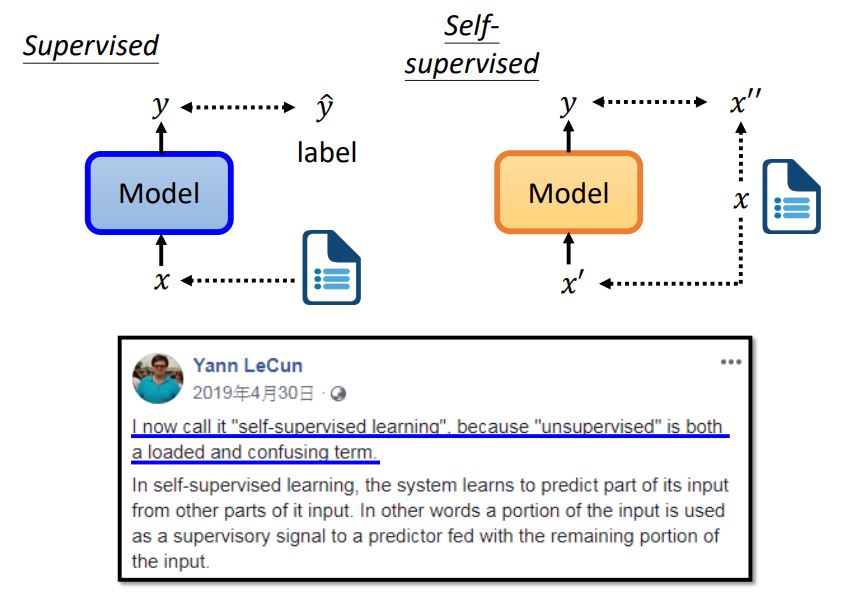 Supervised
Self-
supervised
y
ŷ
label
Model
x
y
x′′
Model
x
x′
Yann LeCun
2019年4月30日 ·
I now call it "self-supervised learning", because "unsupervised" is both
a loaded and confusing term.
In self-supervised learning, the system learns to predict part of its input
from other parts of it input. In other words a portion of the input is used
as a supervisory signal to a predictor fed with the remaining portion of
the input.